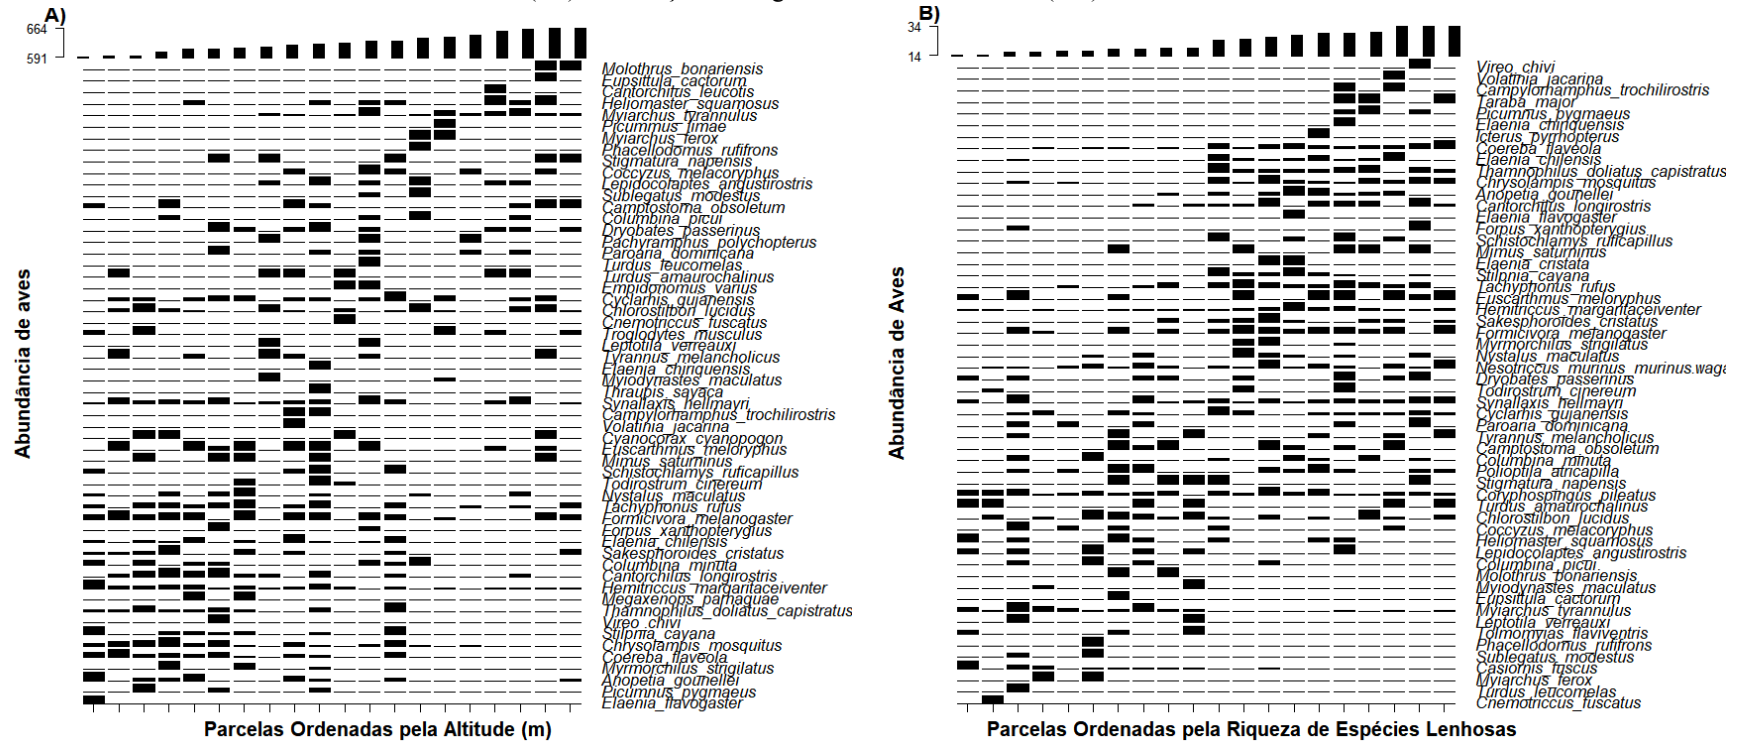 A)
664
591
Molothrus_bonariensis
Eupsittula_cactorum
Cantorchilus_leucotis
Heliomaster_squamosus
Myiarchus_tyrannulus
Picummus_limae
Myiarchus_ferox
Phacellodomus_rufifrons
Stigmatura_napensis
Coccyzus_melacoryphus
Lepidocolaptes_angustirostris
Sublegatus_modestus
Camptostoma_obsoletum
Columbina_picui
Dryobates_passerinus
Pachyramphus_polychopterus
Paroaria_dominicana
Turdus_leucomelas
Turdus_amaurochalinus
Empidonomus_varius
Cyclarhis_gujanensis
Chlorostilbon_lucidus
Cnemotriccus_fuscatus
Troglodytes_musculus
Leptotila_verreauxi
Tyrannus_melancholicus
Elaenia_chiriquensis
Myiodynastes_maculatus
Thraupis_sayaca
Synallaxis_hellmayri
Campylorhamphus_trochilirostris
Volatinia_jacarina
Cyanocorax_cyanopogon
Euscarthmus_meloryphus
Mimus_saturninus
Schistochlamys_ruficapillus
Todirostrum_cinereum
Nystalus_maculatus
Tachyphonus_rufus
Formicivora_melanogaster
Forpus_xanthopterygius
Elaenia_chilensis
Sakesphoroides_cristatus
Columbina_minuta
Cantorchilus_longirostris
Hemitriccus_margaritaceiventer
Megaxenops_parnaguae
Thamnophilus_doliatus_capistratus
Vireo_chivi
Stilpnia_cayana
Chrysolampis_mosquitus
Coereba_flaveola
Myrmorchilus_strigilatus
Anopetia_gounellei
Picumnus_pygmaeus
Elaenia_flavogaster
Abundância de aves
Parcelas Ordenadas pela Altitude (m)
B)
34
14
Vireo_chivi
Volatinia_jacarina
Campylorhamphus_trochilirostris
Taraba_major
Picumnus_pygmaeus
Elaenia_chiriquensis
Icterus_pyrrhopterus
Coereba_flaveola
Elaenia_chilensis
Thamnophilus_doliatus_capistratus
Chrysolampis_mosquitus
Anopetia_gounellei
Cantorchilus_longirostris
Elaenia_flavogaster
Forpus_xanthopterygius
Schistochlamys_ruficapillus
Mimus_saturninus
Elaenia_cristata
Stilpnia_cayana
Tachyphonus_rufus
Euscarthmus_meloryphus
Hemitriccus_margaritaceiventer
Sakesphoroides_cristatus
Formicivora_melanogaster
Myrmorchilus_strigilatus
Nystalus_maculatus
Nesotriccus_murinus_murinus.waga
Dryobates_passerinus
Todirostrum_cinereum
Synallaxis_hellmayri
Cyclarhis_gujanensis
Paroaria_dominicana
Tyrannus_melancholicus
Camptostoma_obsoletum
Columbina_minuta
Polioptila_atricapilla
Stigmatura_napensis
Coryphospingus_pileatus
Turdus_amaurochalinus
Chlorostilbon_lucidus
Coccyzus_melacoryphus
Heliomaster_squamosus
Lepidocolaptes_angustirostris
Columbina_picui
Molothrus_bonariensis
Myiodynastes_maculatus
Eupsittula_cactorum
Myiarchus_tyrannulus
Leptotila_verreauxi
Tolmomyias_flaviventris
Phacellodomus_rufifrons
Sublegatus_modestus
Casiornis_fuscus
Myiarchus_ferox
Turdus_leucomelas
Cnemotriccus_fuscatus
Abundância de Aves
Parcelas Ordenadas pela Riqueza de Espécies Lenhosas